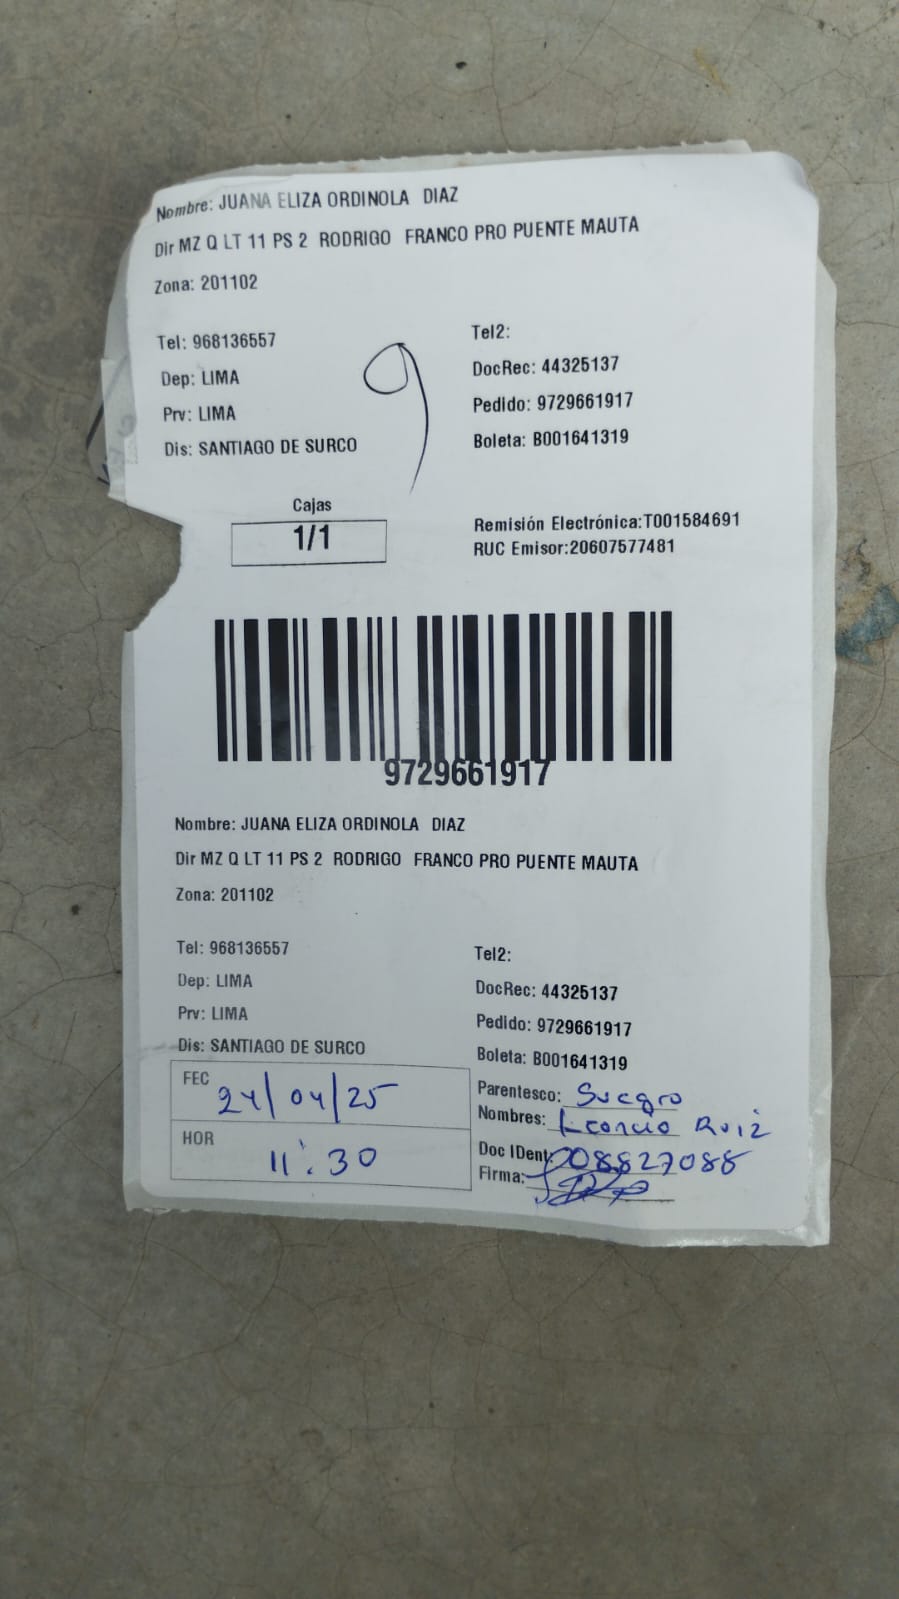 Nombre: JUANA ELIZA ORDINOLA DIAZ
Dir MZ Q LT 11 PS 2 RODRIGO FRANCO PRO PUENTE MAUTA
Zona: 201102
Tel: 968136557 Tel2:
Dep: LIMA DocRec: 44325137
Prv: LIMA Pedido: 9729661917
Dis: SANTIAGO DE SURCO Boleta: B001641319
9
Cajas
1/1
Remisión Electrónica:T001584691
RUC Emisor:20607577481
9729661917
Nombre: JUANA ELIZA ORDINOLA DIAZ
Dir MZ Q LT 11 PS 2 RODRIGO FRANCO PRO PUENTE MAUTA
Zona: 201102
Tel: 968136557 Tel2:
Dep: LIMA DocRec: 44325137
Prv: LIMA Pedido: 9729661917
Dis: SANTIAGO DE SURCO Boleta: B001641319
FEC 24/04/25
HOR 11:30
Parentesco: Suegro
Nombres: Leoncio Ruiz
Doc IDent: 08827088
Firma: